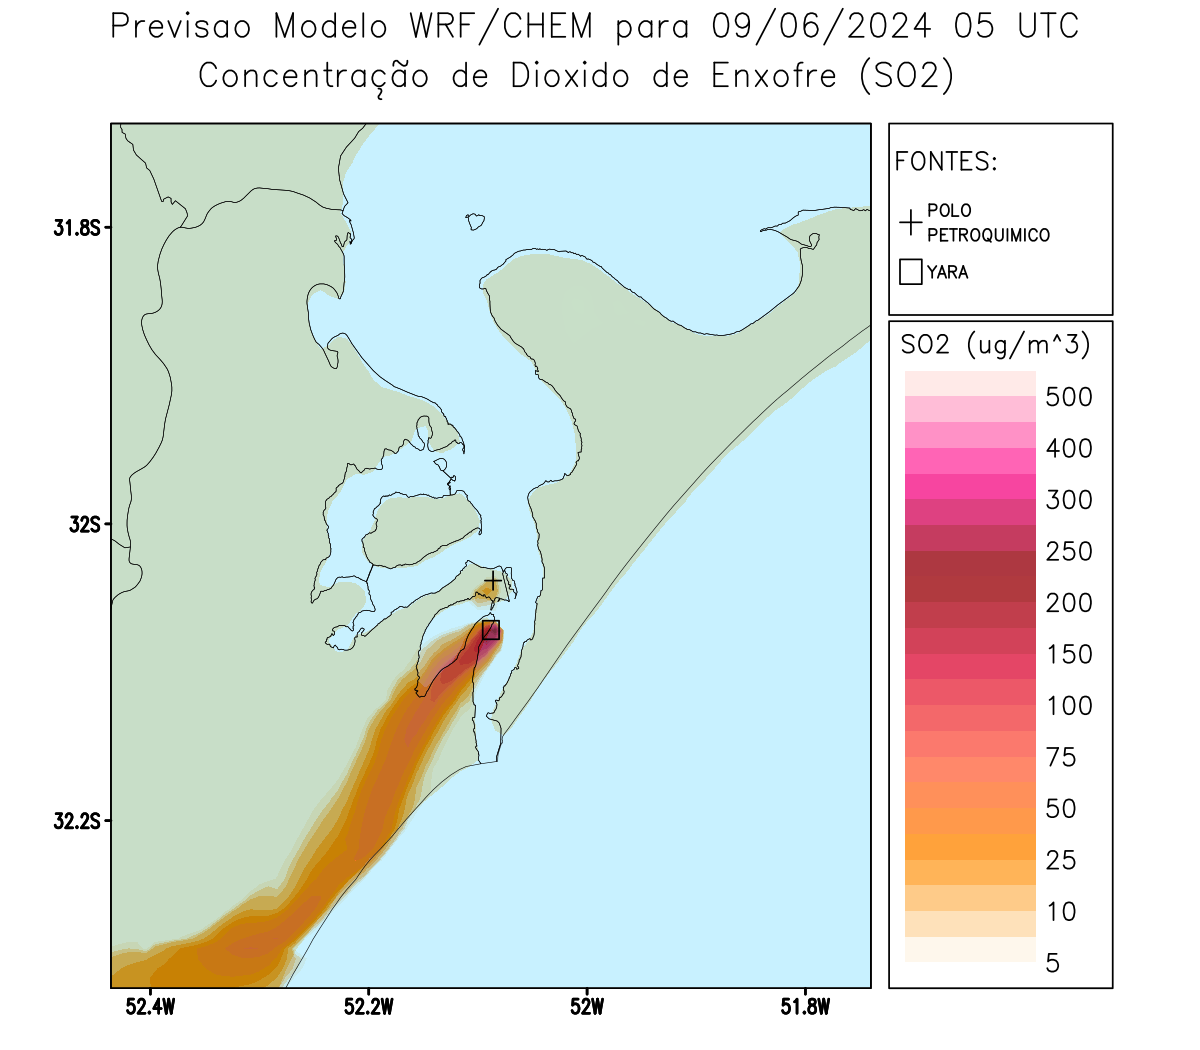 Previsao Modelo WRF/CHEM para 09/06/2024 05 UTC
Concentração de Dioxido de Enxofre (SO2)
FONTES:
POLO
PETROQUIMICO
YARA
SO2 (ug/m^3)
500
400
300
250
200
150
100
75
50
25
10
5
31.8S
32S
32.2S
52.4W
52.2W
52W
51.8W